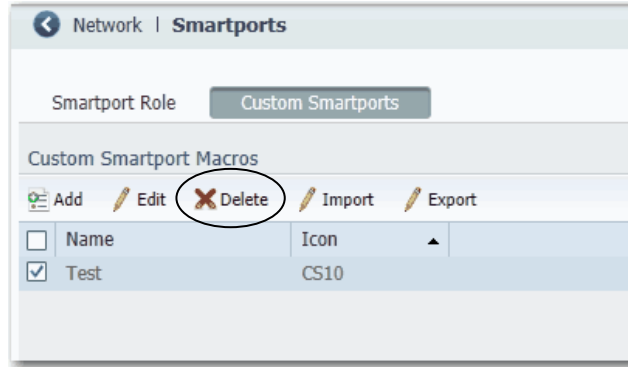 Network | Smartports
Smartport Role Custom Smartports
Custom Smartport Macros
Add Edit Delete Import Export
Name Icon
Test CS10